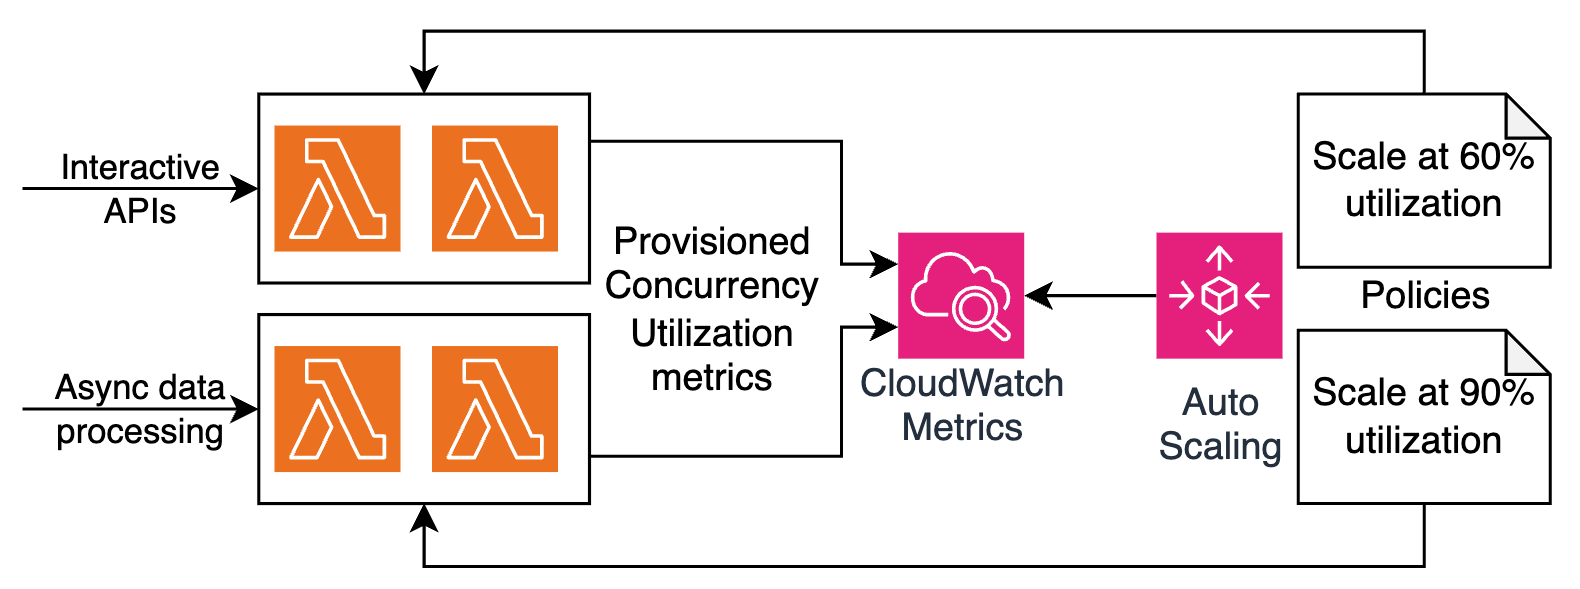 Interactive
APIs
Async data
processing
Provisioned
Concurrency
Utilization
metrics
CloudWatch
Metrics
Auto
Scaling
Scale at 60%
utilization
Policies
Scale at 90%
utilization